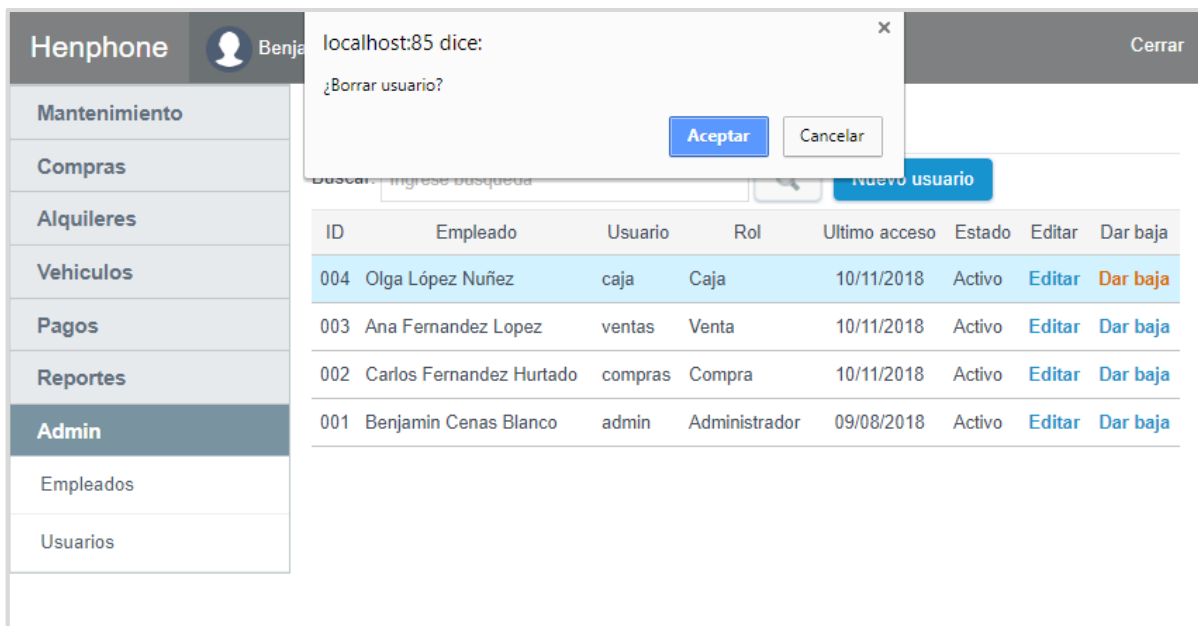 Henphone Benja Cerrar
localhost:85 dice:
¿Borrar usuario?
Aceptar Cancelar
Mantenimiento
Compras
Alquileres
Vehiculos
Pagos
Reportes
Admin
Empleados
Usuarios
Buscar: Ingrese busqueda Nuevo usuario
ID Empleado Usuario Rol Ultimo acceso Estado Editar Dar baja
004 Olga López Nuñez caja Caja 10/11/2018 Activo Editar Dar baja
003 Ana Fernandez Lopez ventas Venta 10/11/2018 Activo Editar Dar baja
002 Carlos Fernandez Hurtado compras Compra 10/11/2018 Activo Editar Dar baja
001 Benjamin Cenas Blanco admin Administrador 09/08/2018 Activo Editar Dar baja